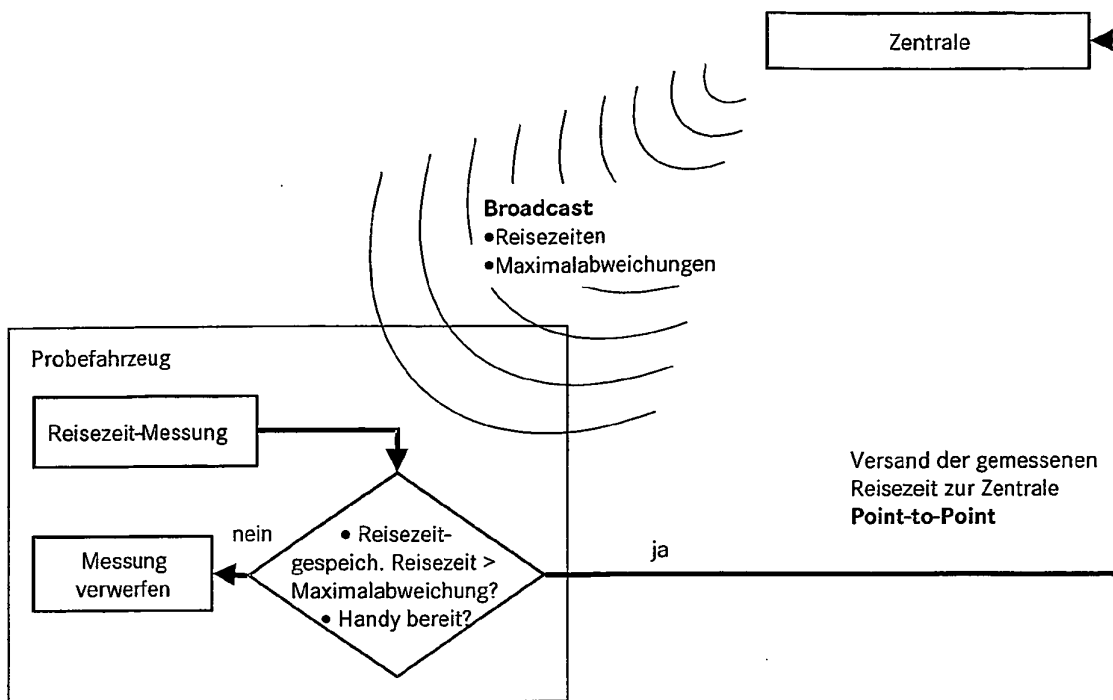 Zentrale
Broadcast
•Reisezeiten
•Maximalabweichungen
Probefahrzeug
Reisezeit-Messung
Versand der gemessenen
Reisezeit zur Zentrale
Point-to-Point
nein
ja
• Reisezeit-
gespeich. Reisezeit >
Maximalabweichung?
• Handy bereit?
Messung
verwerfen